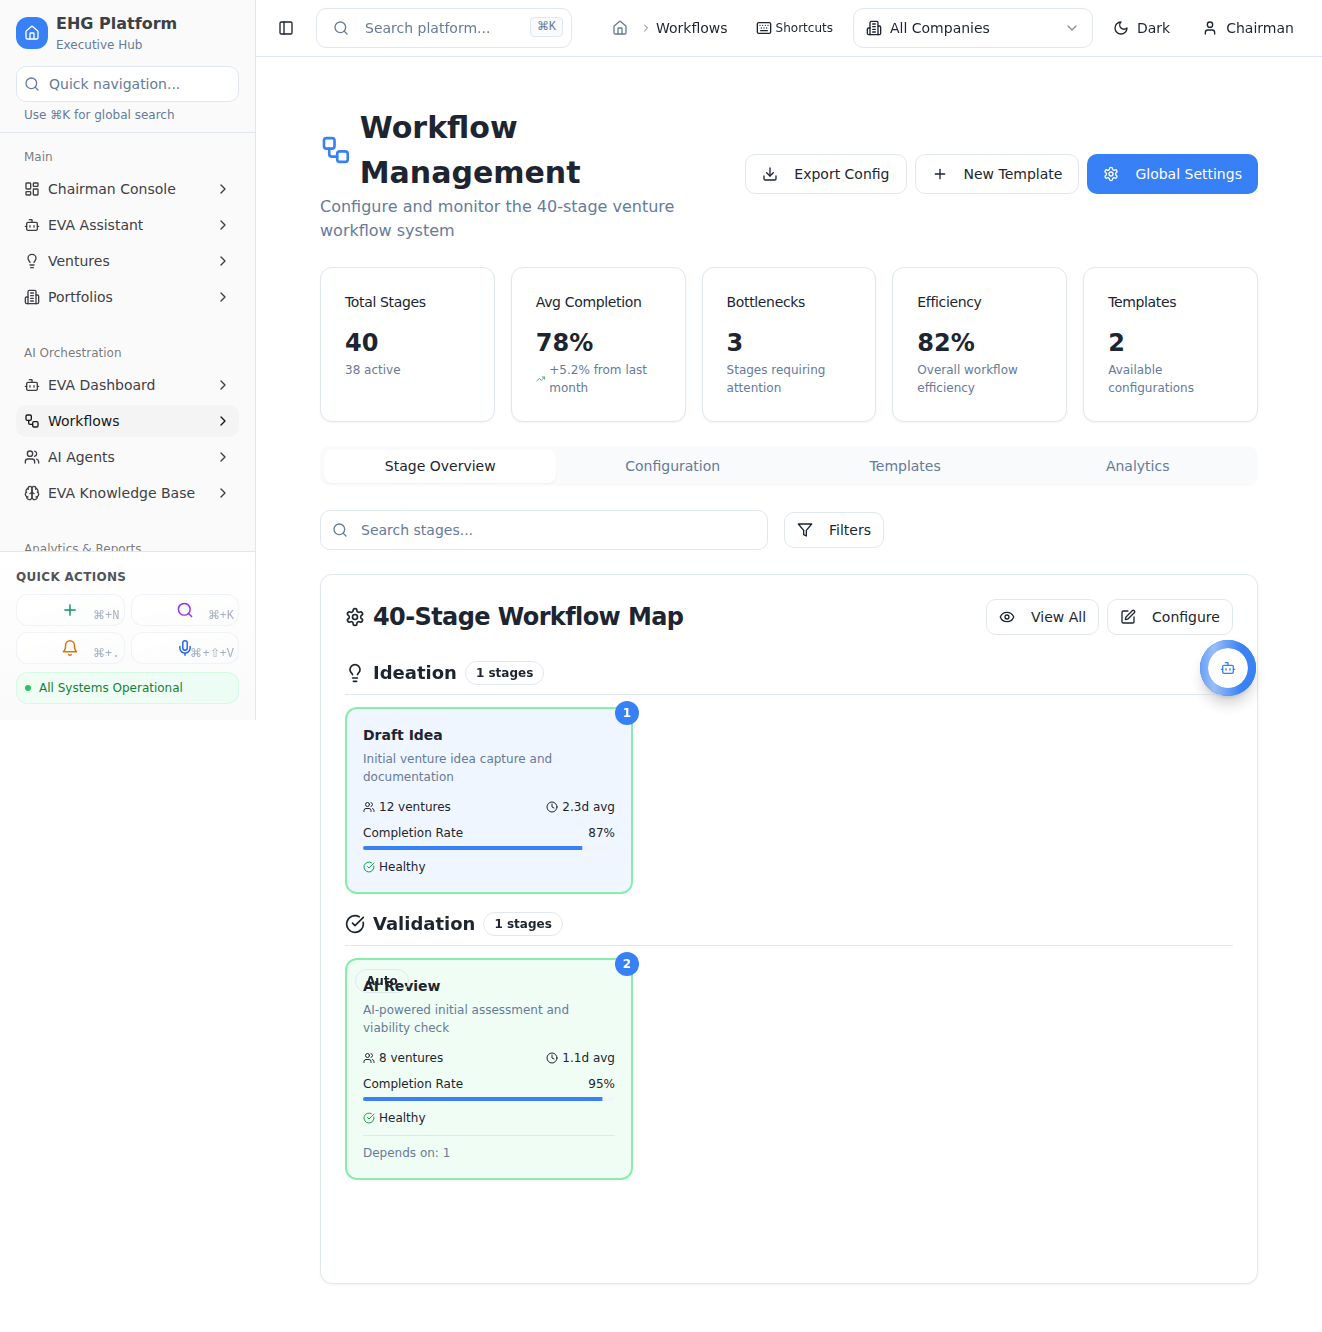 EHG Platform
Executive Hub
Quick navigation...
Use ⌘K for global search
Main
Chairman Console
EVA Assistant
Ventures
Portfolios
AI Orchestration
EVA Dashboard
Workflows
AI Agents
EVA Knowledge Base
Analytics & Reports
QUICK ACTIONS
⌘+N
⌘+K
⌘+.
⌘+⇧+V
All Systems Operational
Search platform...
⌘K
Workflows
Shortcuts
All Companies
Dark
Chairman
Workflow
Management
Configure and monitor the 40-stage venture
workflow system
Export Config
New Template
Global Settings
Total Stages
40
38 active
Avg Completion
78%
+5.2% from last
month
Bottlenecks
3
Stages requiring
attention
Efficiency
82%
Overall workflow
efficiency
Templates
2
Available
configurations
Stage Overview
Configuration
Templates
Analytics
Search stages...
Filters
40-Stage Workflow Map
View All
Configure
Ideation
1 stages
1
Draft Idea
Initial venture idea capture and
documentation
12 ventures
2.3d avg
Completion Rate
87%
Healthy
Validation
1 stages
2
Auto
AI Review
AI-powered initial assessment and
viability check
8 ventures
1.1d avg
Completion Rate
95%
Healthy
Depends on: 1